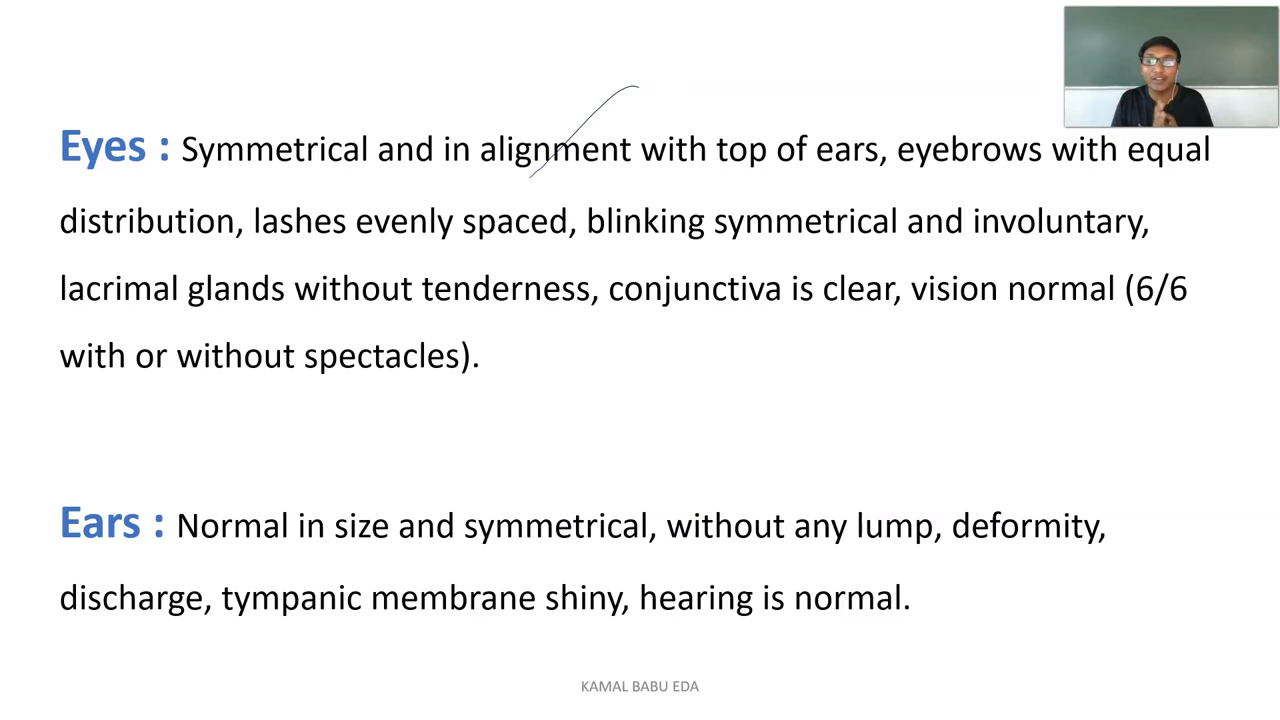 Eyes : Symmetrical and in alignment with top of ears, eyebrows with equal
distribution, lashes evenly spaced, blinking symmetrical and involuntary,
lacrimal glands without tenderness, conjunctiva is clear, vision normal (6/6
with or without spectacles).
Ears : Normal in size and symmetrical, without any lump, deformity,
discharge, tympanic membrane shiny, hearing is normal.
KAMAL BABU EDA